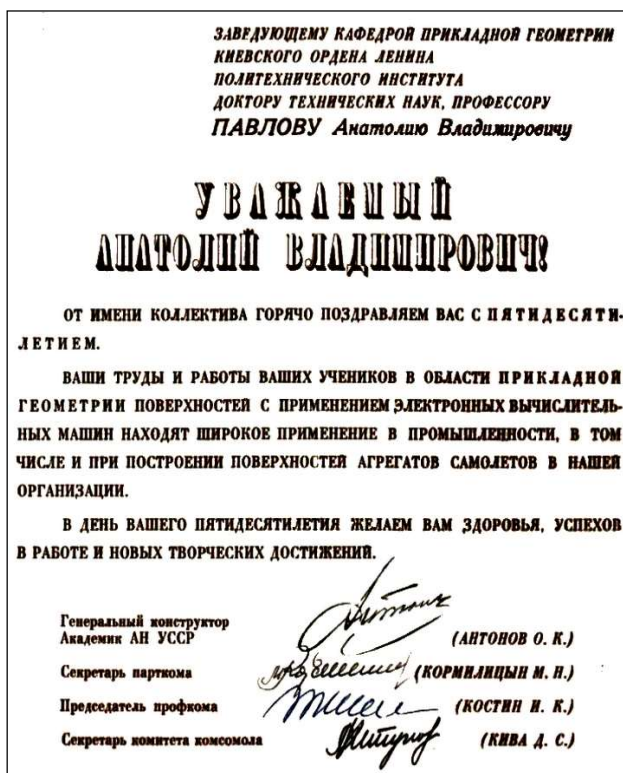 ЗАВЕДУЮЩЕМУ КАФЕДРОЙ ПРИКЛАДНОЙ ГЕОМЕТРИИ
КИЕВСКОГО ОРДЕНА ЛЕНИНА
ПОЛИТЕХНИЧЕСКОГО ИНСТИТУТА
ДОКТОРУ ТЕХНИЧЕСКИХ НАУК, ПРОФЕССОРУ
ПАВЛОВУ Анатолию Владимировичу
УВАЖАЕМЫЙ
АНАТОЛИЙ ВЛАДИМИРОВИЧ!
ОТ ИМЕНИ КОЛЛЕКТИВА ГОРЯЧО ПОЗДРАВЛЯЕМ ВАС С ПЯТИДЕСЯТИ-
ЛЕТИЕМ.
ВАШИ ТРУДЫ И РАБОТЫ ВАШИХ УЧЕНИКОВ В ОБЛАСТИ ПРИКЛАДНОЙ
ГЕОМЕТРИИ ПОВЕРХНОСТЕЙ С ПРИМЕНЕНИЕМ ЭЛЕКТРОННЫХ ВЫЧИСЛИТЕЛЬ-
НЫХ МАШИН НАХОДЯТ ШИРОКОЕ ПРИМЕНЕНИЕ В ПРОМЫШЛЕННОСТИ, В ТОМ
ЧИСЛЕ И ПРИ ПОСТРОЕНИИ ПОВЕРХНОСТЕЙ АГРЕГАТОВ САМОЛЕТОВ В НАШЕЙ
ОРГАНИЗАЦИИ.
В ДЕНЬ ВАШЕГО ПЯТИДЕСЯТИЛЕТИЯ ЖЕЛАЕМ ВАМ ЗДОРОВЬЯ, УСПЕХОВ
В РАБОТЕ И НОВЫХ ТВОРЧЕСКИХ ДОСТИЖЕНИЙ.
Генеральный конструктор
Академик АН УССР (АНТОНОВ О. К.)
Секретарь парткома (КОРМИЛИЦЫН М. Н.)
Председатель профкома (КОСТИН И. К.)
Секретарь комитета комсомола (КИВА Д. С.)